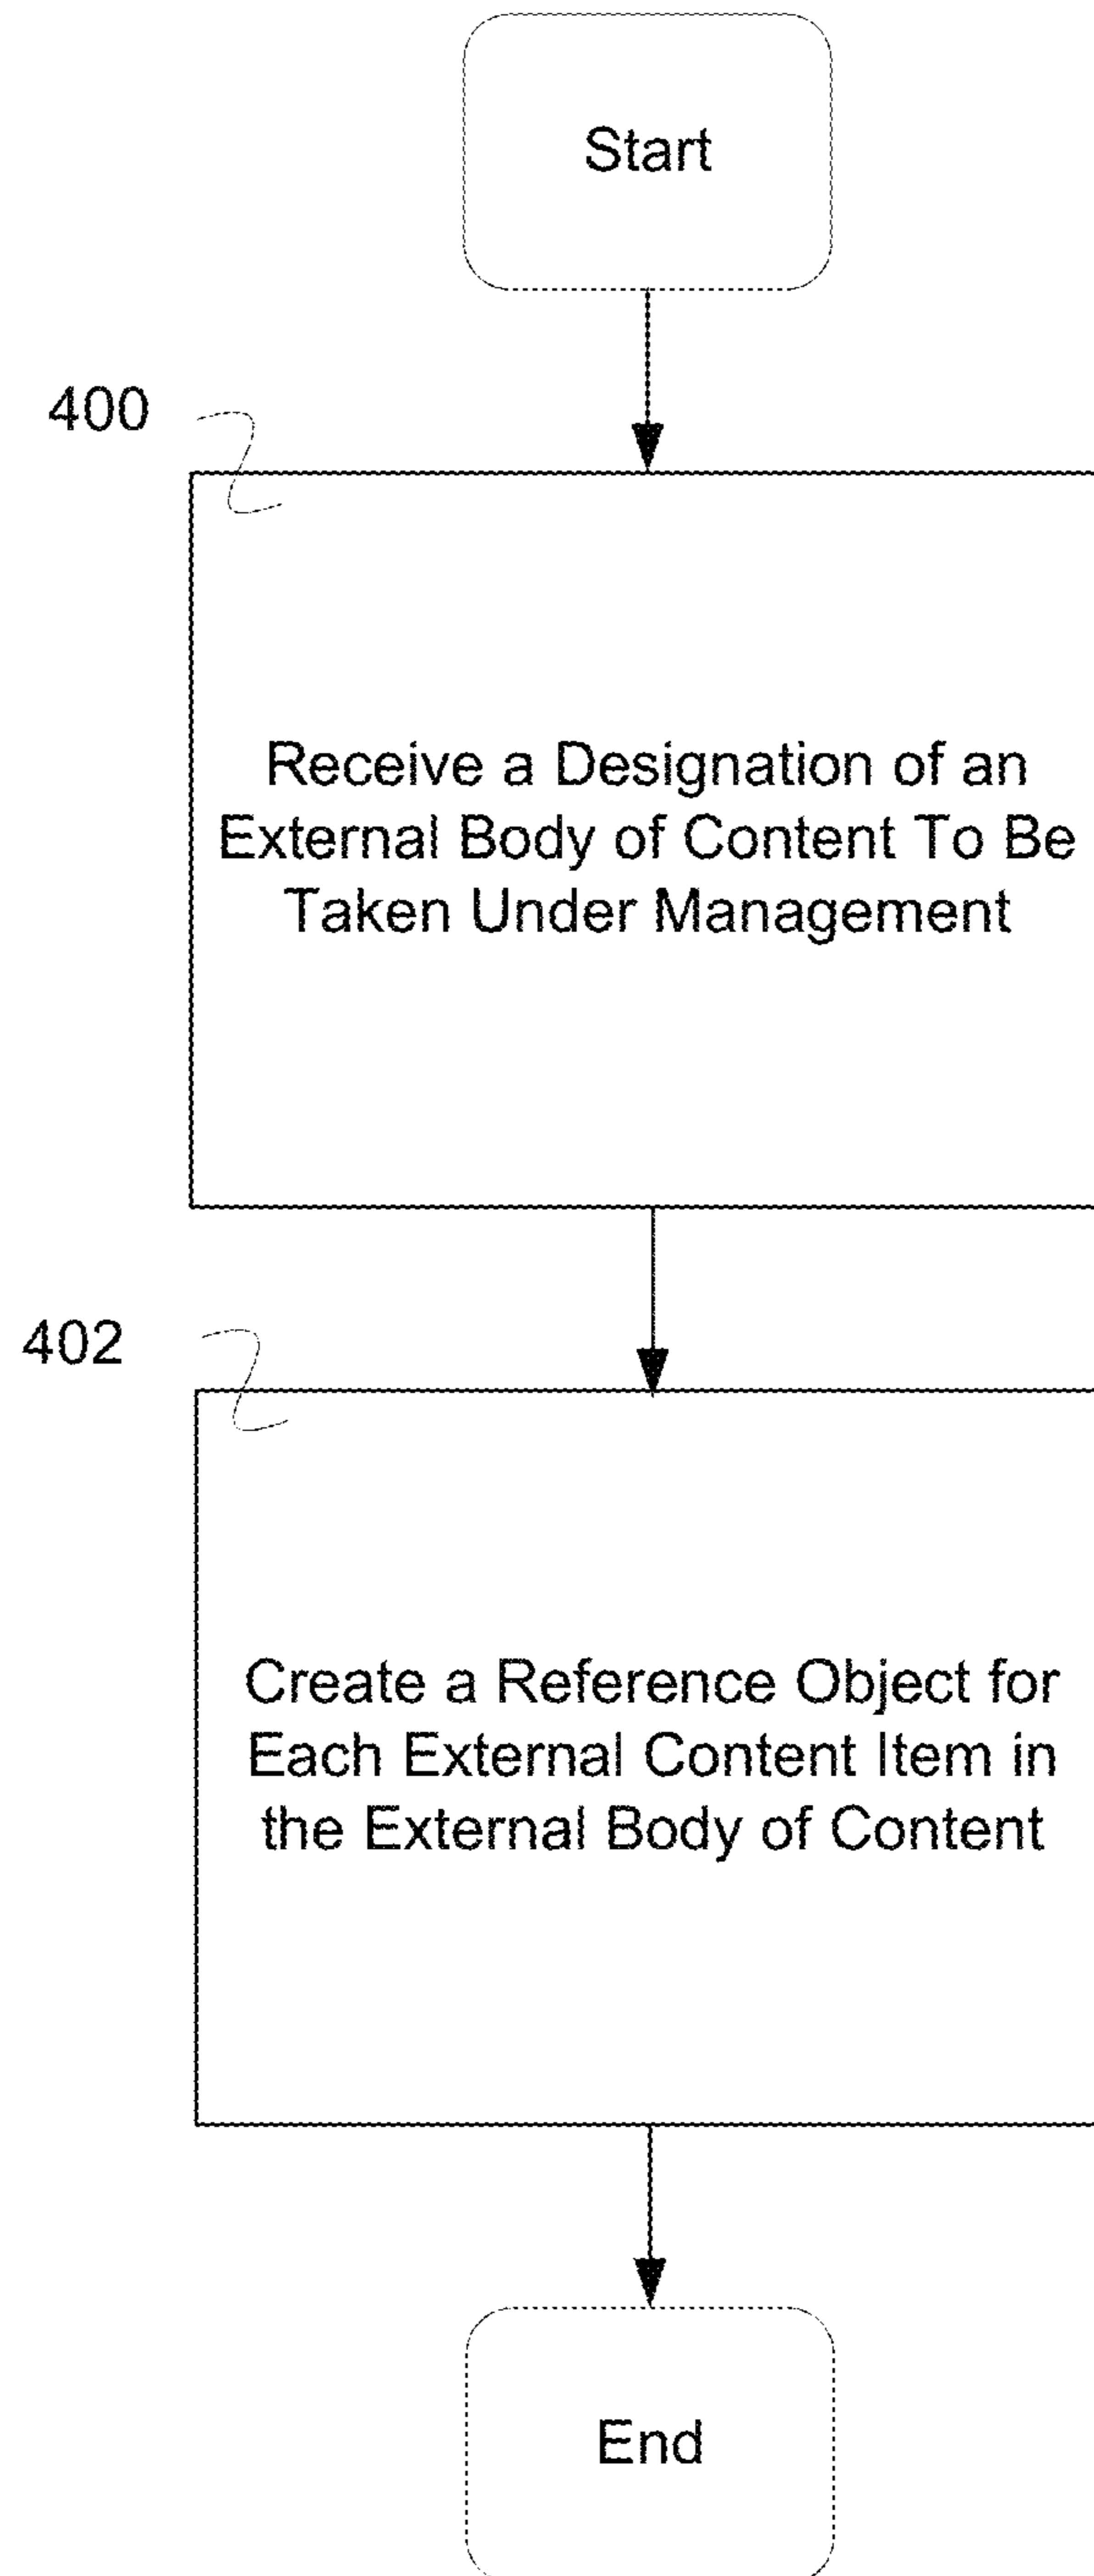 Start
400
Receive a Designation of an
External Body of Content To Be
Taken Under Management
402
Create a Reference Object for
Each External Content Item in
the External Body of Content
End